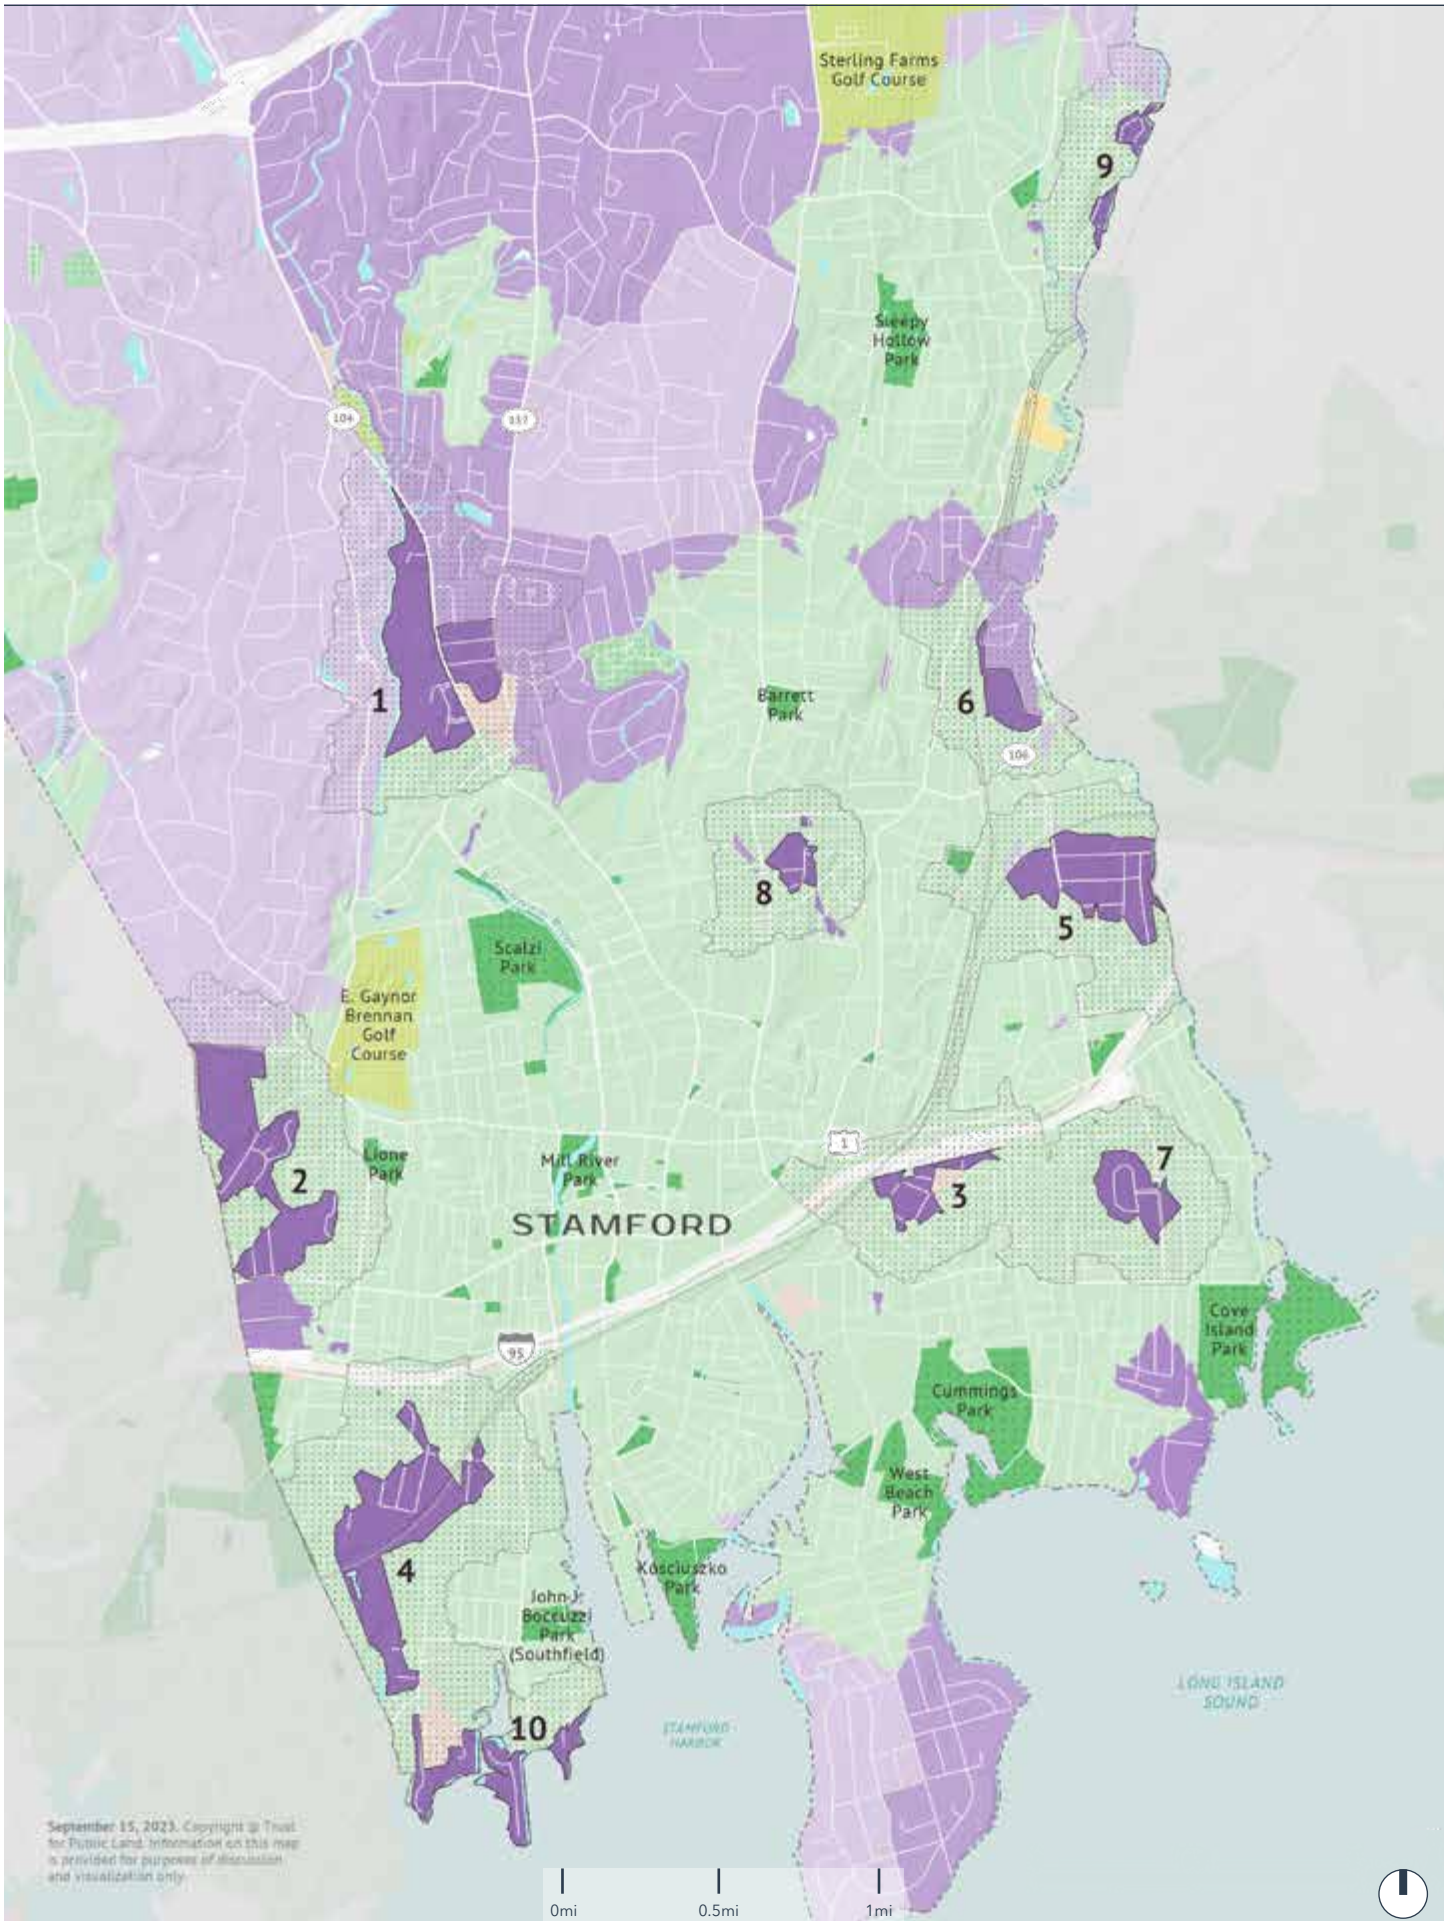 Sterling Farms
Golf Course
9
Sleepy
Hollow
Park
104
137
1
Barrett
Park
6
106
8
5
Scalzi
Park
E. Gaynor
Brennan
Golf
Course
1
7
Lione
Park
Mill River
Park
2
3
STAMFORD
Cove
Island
Park
95
Cummings
Park
West
Beach
Park
4
Kosciuszko
Park
John J.
Boccuzzi
Park
(Southfield)
LONG ISLAND
SOUND
10
STAMFORD
HARBOR
September 15, 2023. Copyright @ Trust
for Public Land. Information on this map
is provided for purposes of discussion
and visualization only.
0mi
0.5mi
1mi